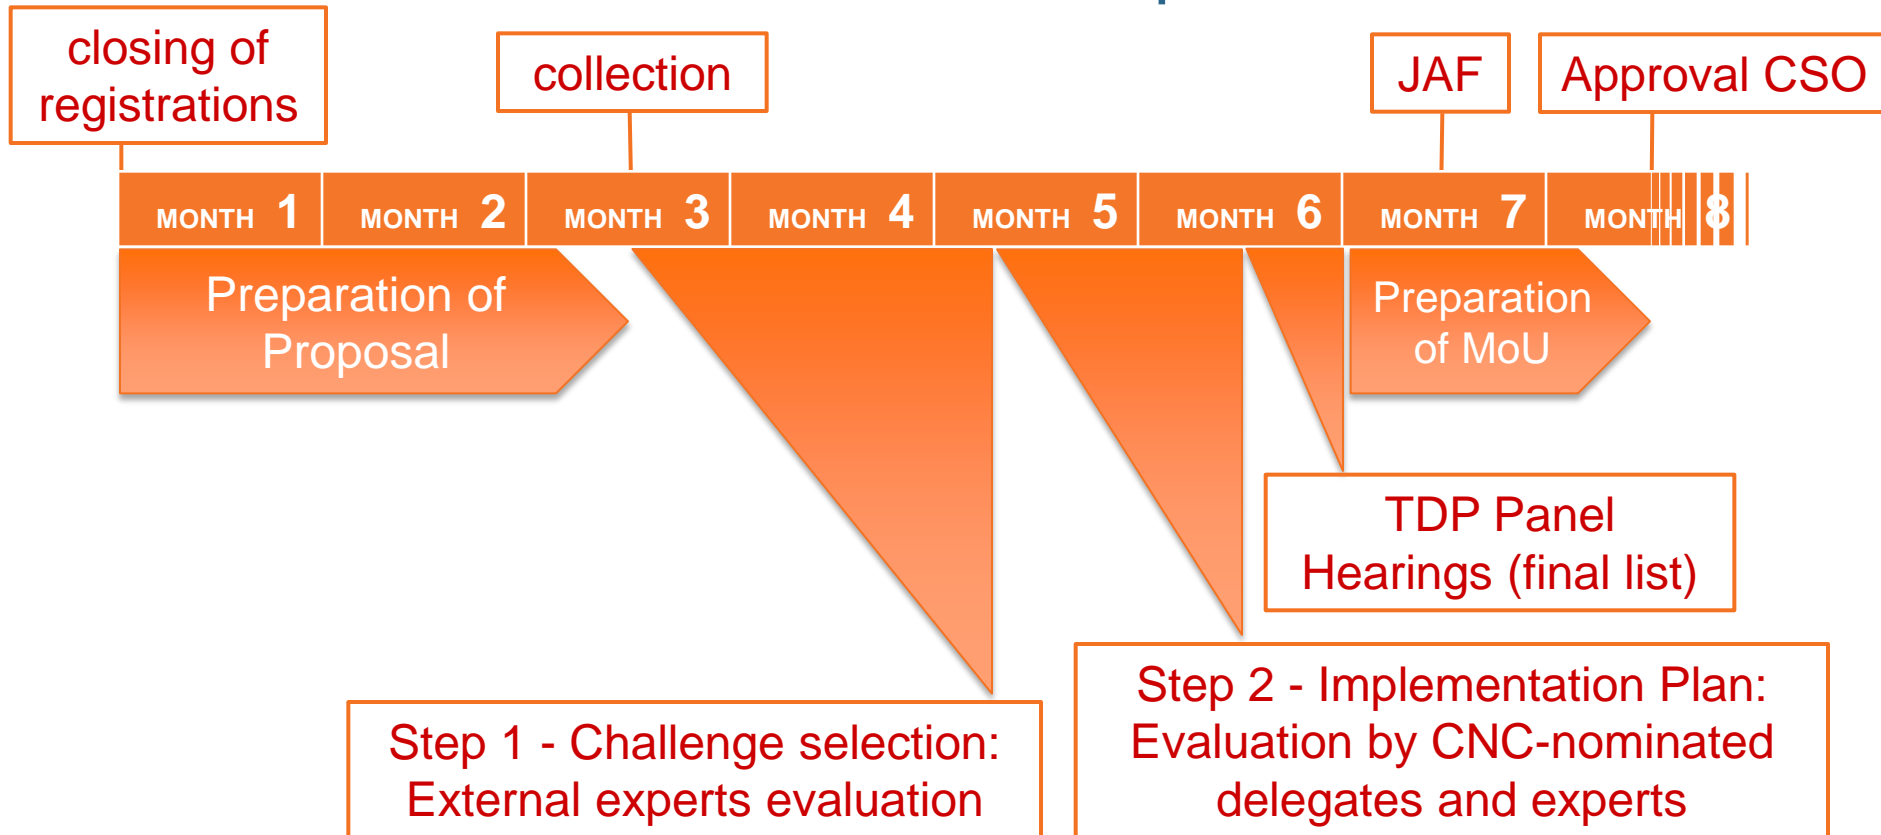 closing of
registrations
collection
JAF
Approval CSO
MONTH 1
MONTH 2
MONTH 3
MONTH 4
MONTH 5
MONTH 6
MONTH 7
MONTH 8
Preparation of
Proposal
Preparation
of MoU
TDP Panel
Hearings (final list)
Step 1 - Challenge selection:
External experts evaluation
Step 2 - Implementation Plan:
Evaluation by CNC-nominated
delegates and experts